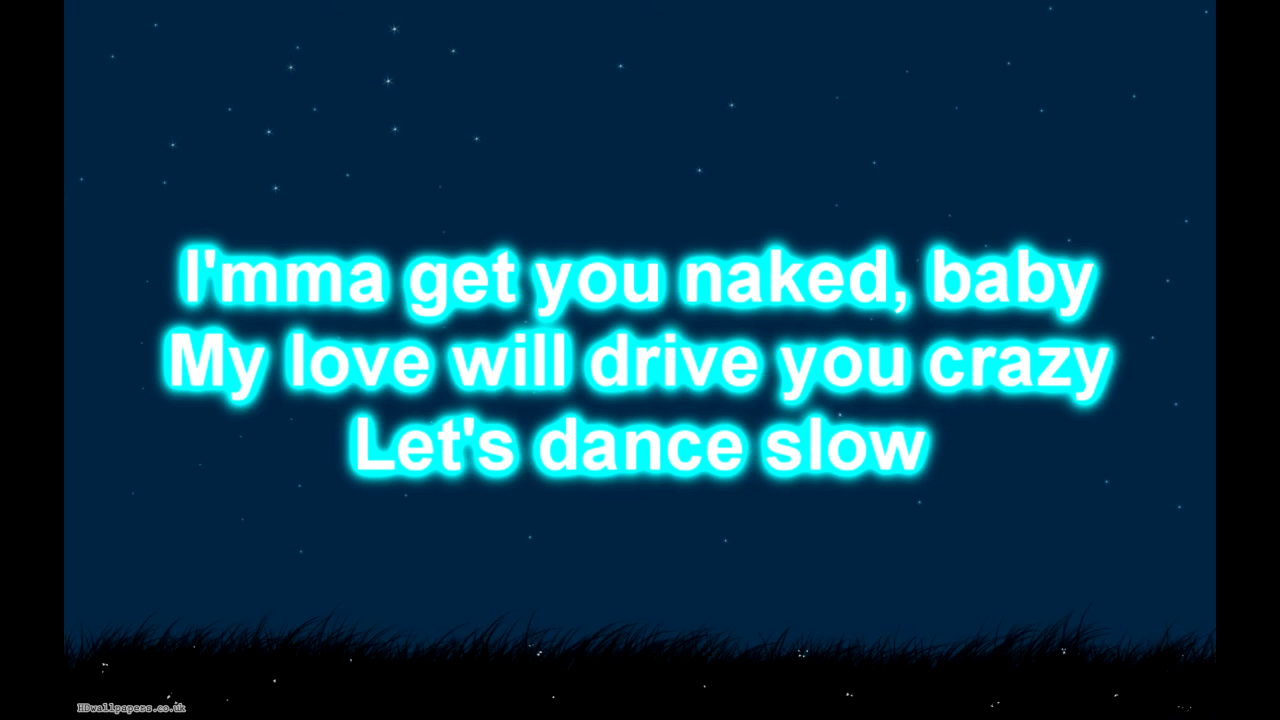 I'mma get you naked, baby
My love will drive you crazy
Let's dance slow
HDwallpapers.co.uk